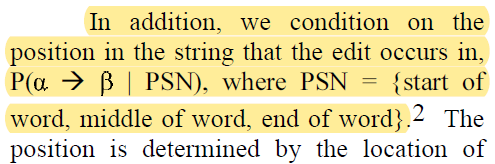 In addition, we condition on the
position in the string that the edit occurs in,
P(α → β | PSN), where PSN = {start of
word, middle of word, end of word}.2 The
position is determined by the location of